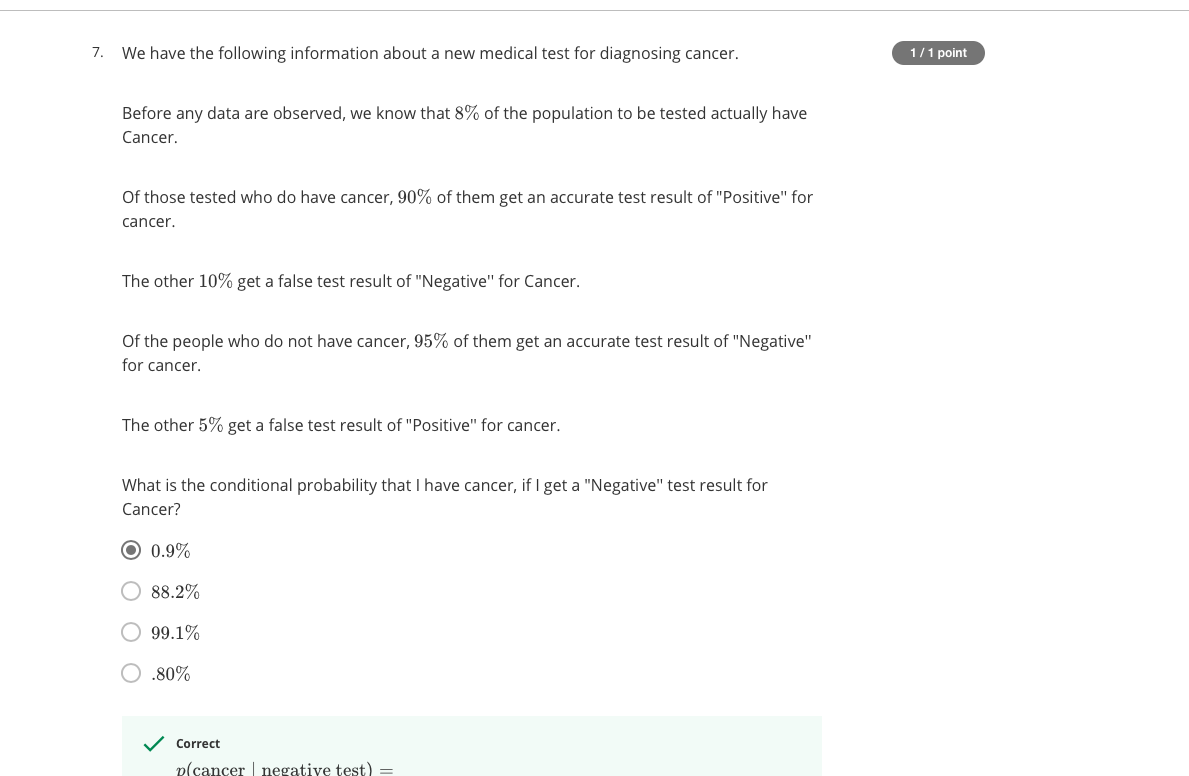 7. We have the following information about a new medical test for diagnosing cancer.
1 / 1 point
Before any data are observed, we know that 8% of the population to be tested actually have
Cancer.
Of those tested who do have cancer, 90% of them get an accurate test result of "Positive" for
cancer.
The other 10% get a false test result of "Negative" for Cancer.
Of the people who do not have cancer, 95% of them get an accurate test result of "Negative"
for cancer.
The other 5% get a false test result of "Positive" for cancer.
What is the conditional probability that I have cancer, if I get a "Negative" test result for
Cancer?
0.9%
88.2%
99.1%
.80%
Correct
p(cancer | negative test) =